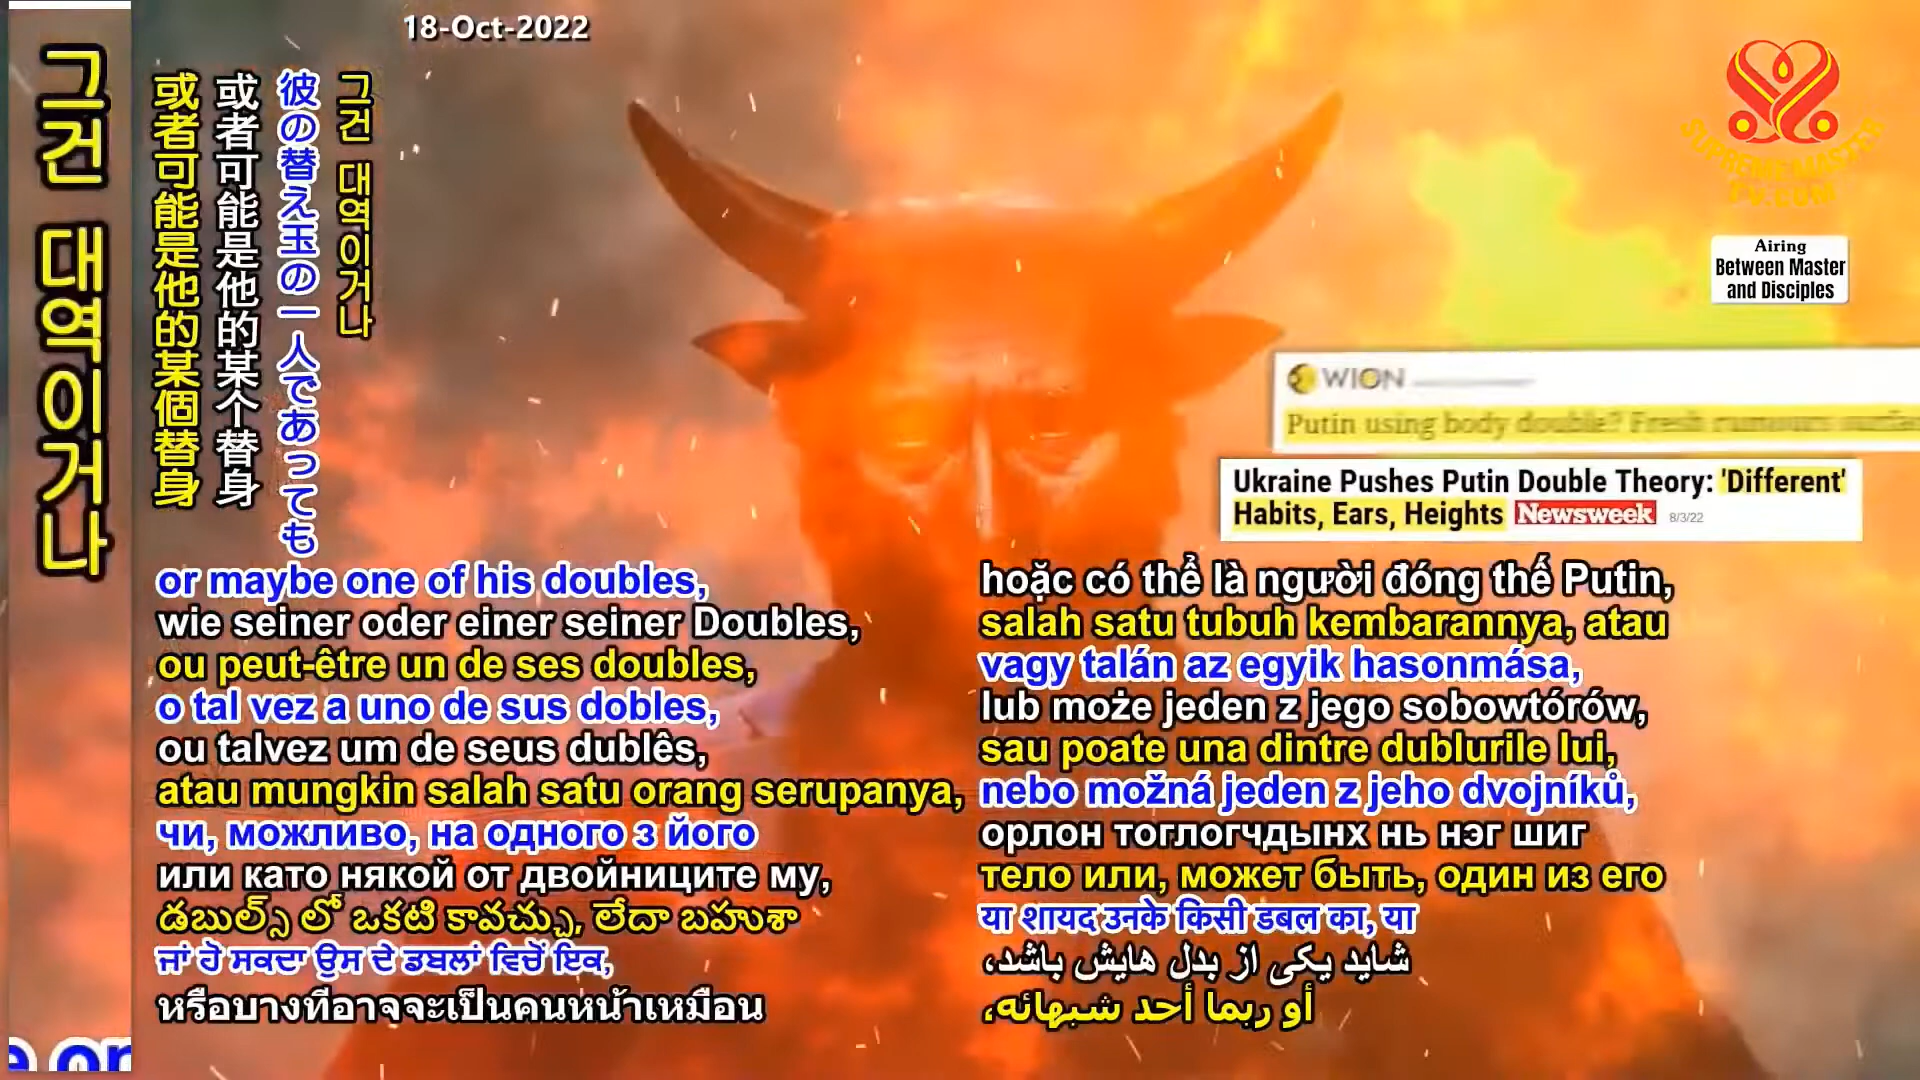 18-Oct-2022
그건 대역이거나
或者可能是他的某個替身
或者可能是他的某个替身
彼の替え玉の一人であっても
그건 대역이거나
SUPREME MASTER
TV.COM
Airing
Between Master
and Disciples
WION
Putin using body double? Fresh rumours
Ukraine Pushes Putin Double Theory: 'Different'
Habits, Ears, Heights Newsweek 8/3/22
or maybe one of his doubles,
wie seiner oder einer seiner Doubles,
ou peut-être un de ses doubles,
o tal vez a uno de sus dobles,
ou talvez um de seus dublês,
atau mungkin salah satu orang serupanya,
чи, можливо, на одного з його
или като някой от двойниците му,
డబుల్స్ లో ఒకటి కావచ్చు, లేదా బహుశా
ਜਾਂ ਹੋ ਸਕਦਾ ਉਸ ਦੇ ਡਬਲਾਂ ਵਿਚੋਂ ਇਕ,
หรือบางทีอาจจะเป็นคนหน้าเหมือน
hoặc có thể là người đóng thế Putin,
salah satu tubuh kembarannya, atau
vagy talán az egyik hasonmása,
lub może jeden z jego sobowtórów,
sau poate una dintre dublurile lui,
nebo možná jeden z jeho dvojníků,
орлон тоглогчдынх нь нэг шиг
тело или, может быть, один из его
या शायद उनके किसी डबल का, या
شاید یکی از بدل هایش باشد،
أو ربما أحد شبهائه،